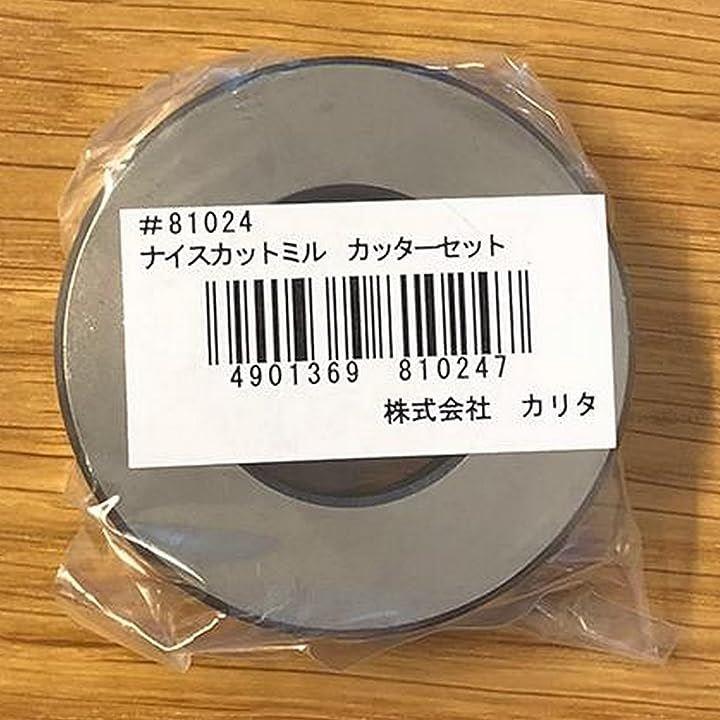 #81024
ナイスカットミル　カッターセット
4901369 810247
株式会社　カリタ